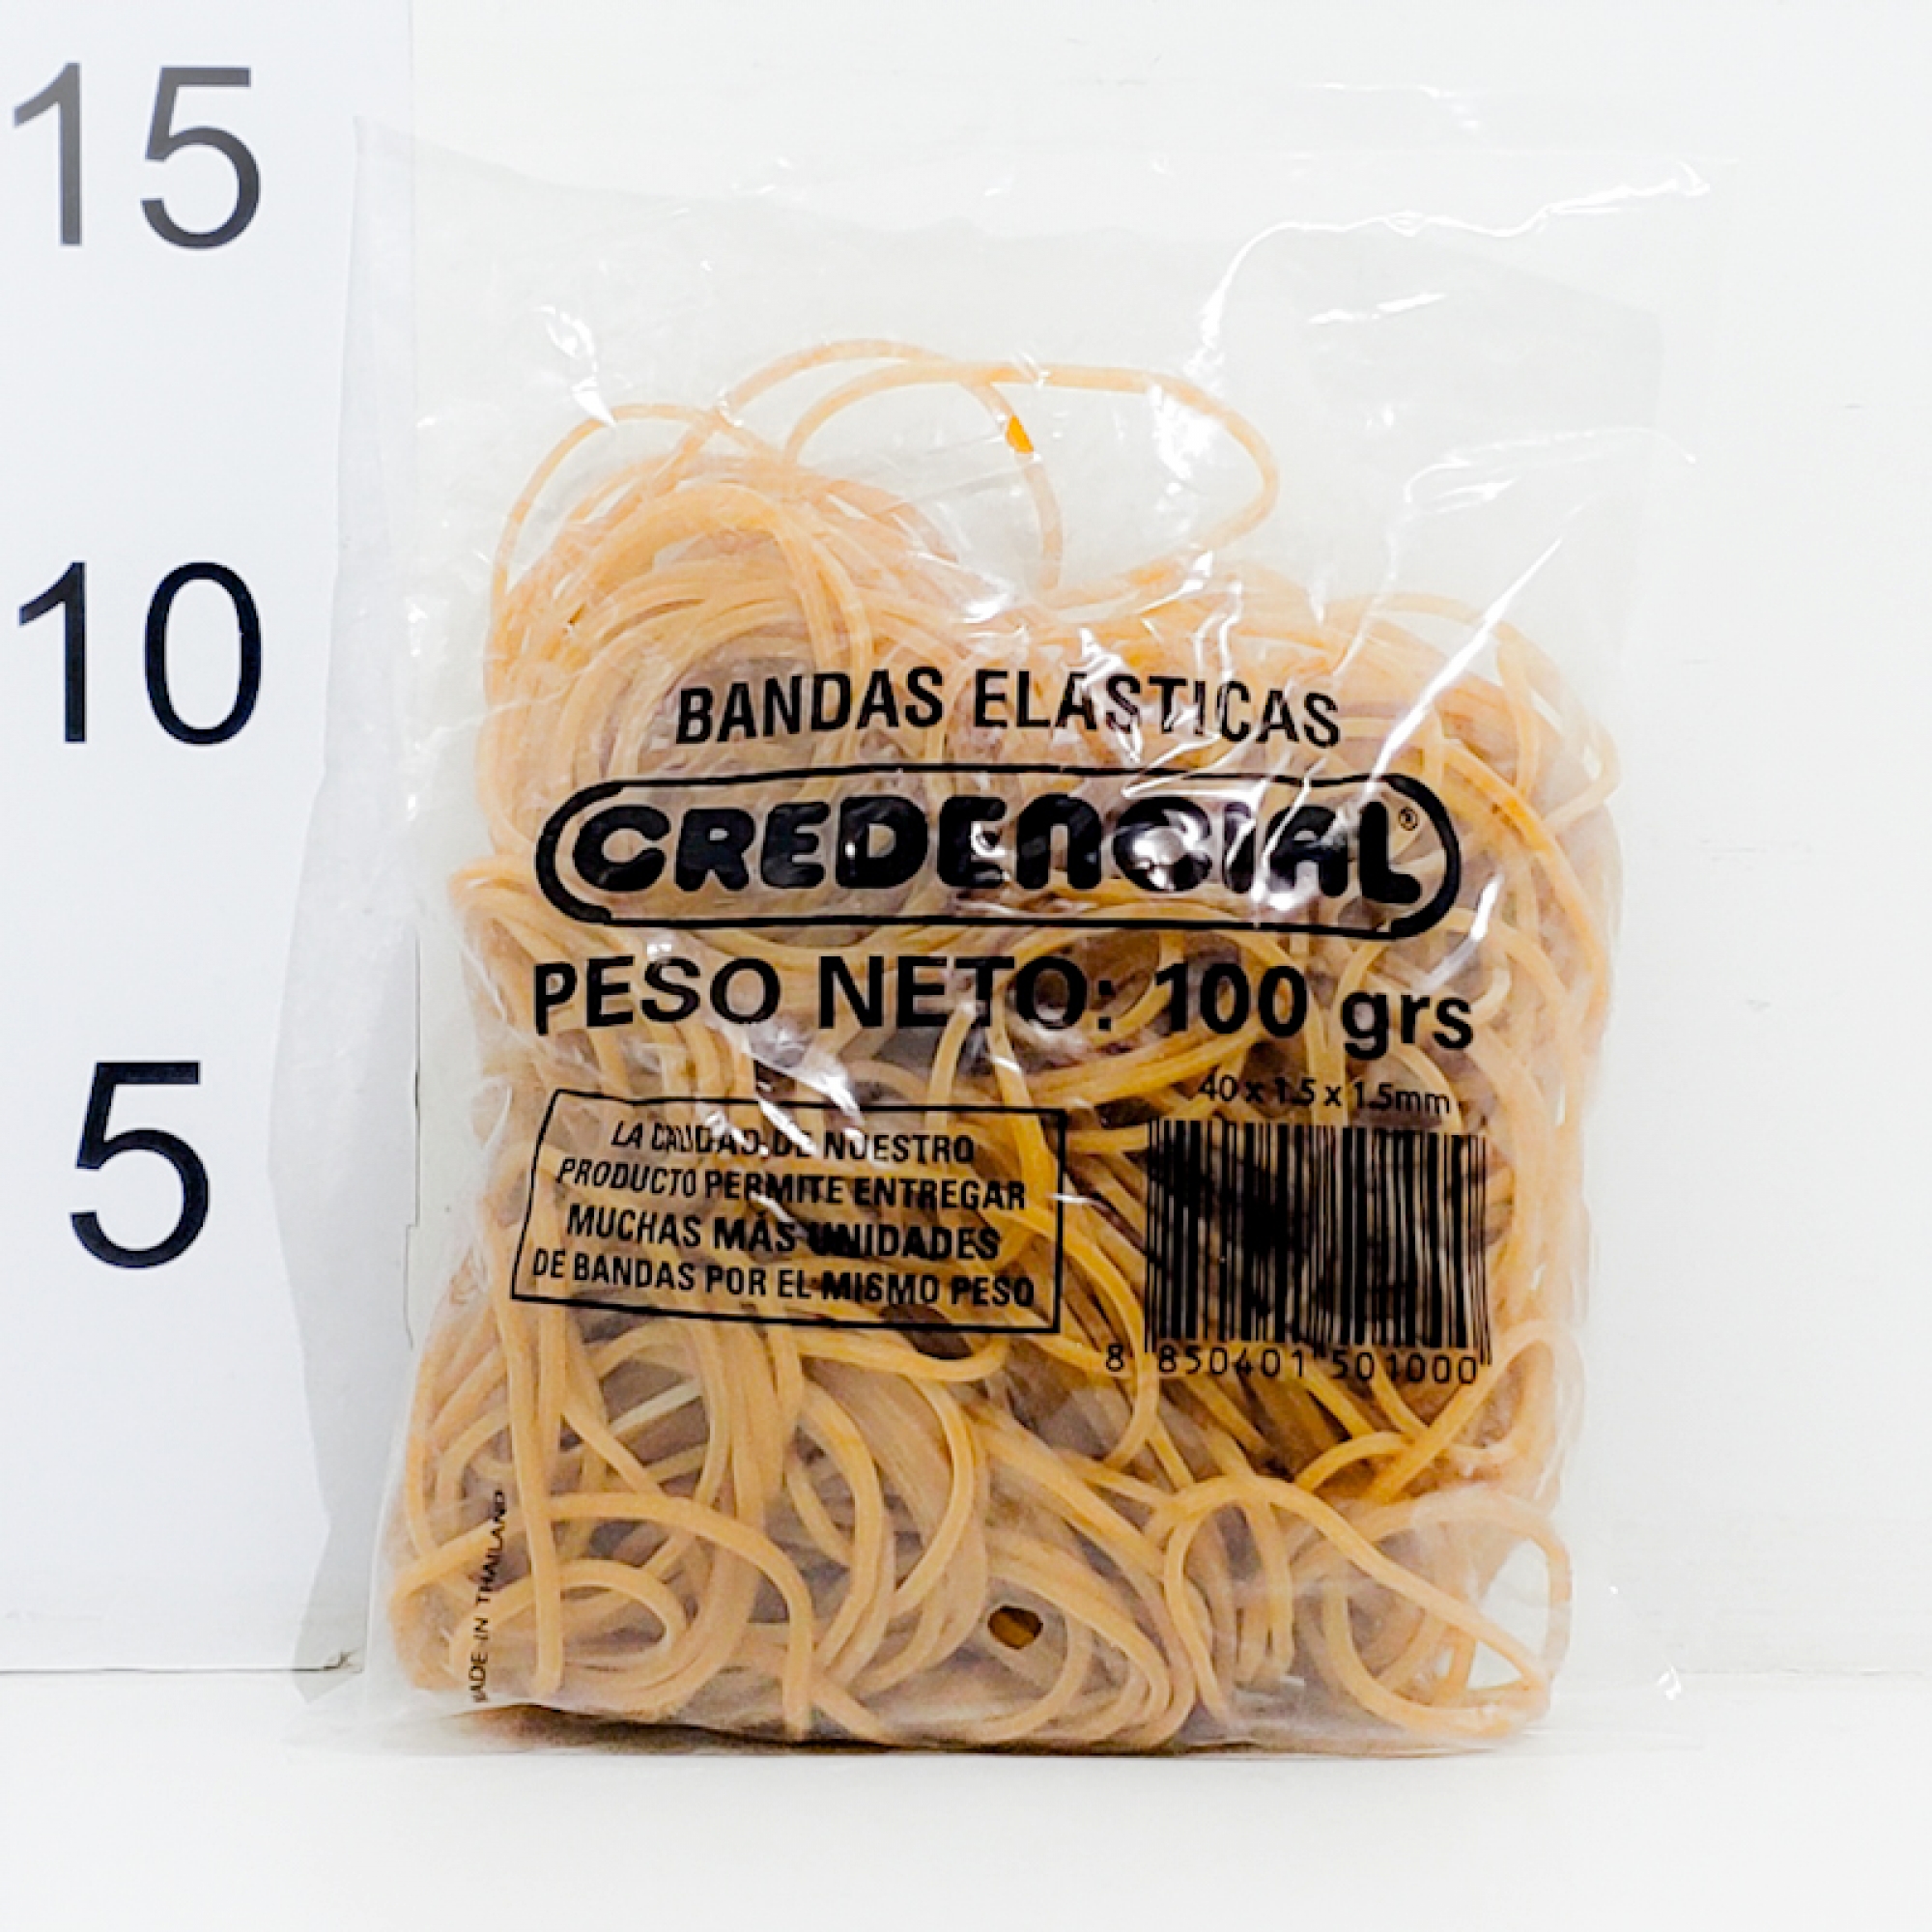 15
10
5
BANDAS ELASTICAS
CREDENCIAL®
PESO NETO: 100 grs
40 x 1.5 x 1.5mm
LA CALIDAD DE NUESTRO
PRODUCTO PERMITE ENTREGAR
MUCHAS MÁS UNIDADES
DE BANDAS POR EL MISMO PESO
8 850401 501000
MADE IN THAILAND